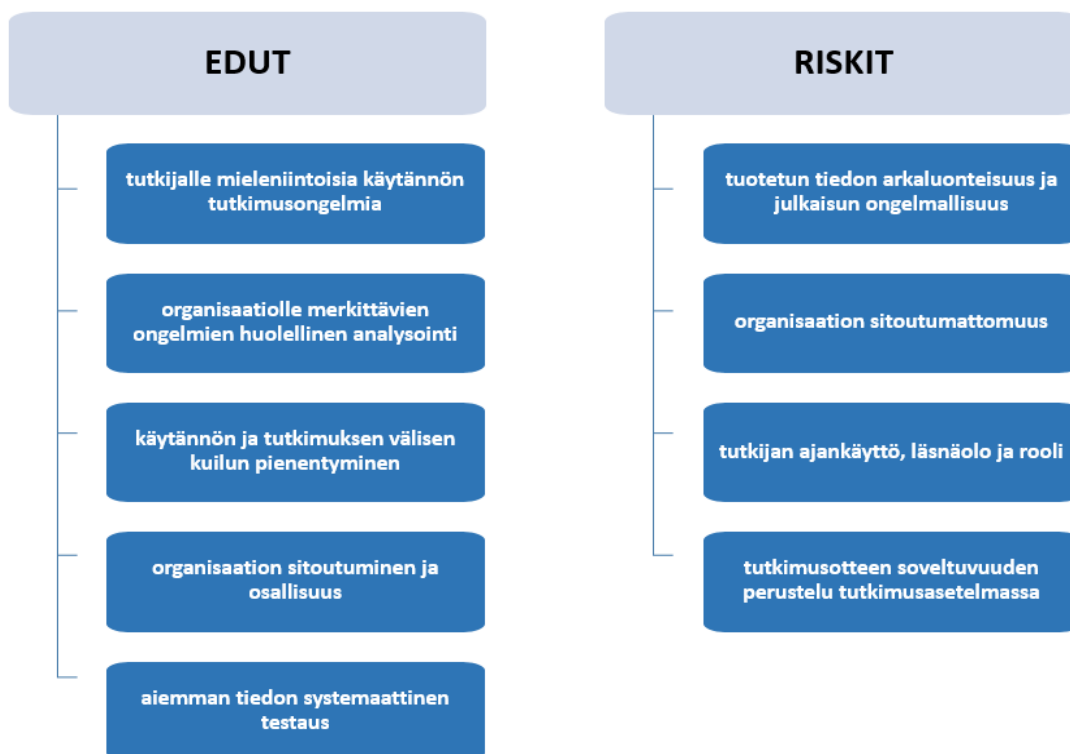 EDUT
tutkijalle mieleniintoisia käytännön
tutkimusongelmia
organisaatiolle merkittävien
ongelmien huolellinen analysointi
käytännön ja tutkimuksen välisen
kuilun pienentyminen
organisaation sitoutuminen ja
osallisuus
aiemman tiedon systemaattinen
testaus
RISKIT
tuotetun tiedon arkaluonteisuus ja
julkaisun ongelmallisuus
organisaation sitoutumattomuus
tutkijan ajankäyttö, läsnäolo ja rooli
tutkimusotteen soveltuvuuden
perustelu tutkimusasetelmassa